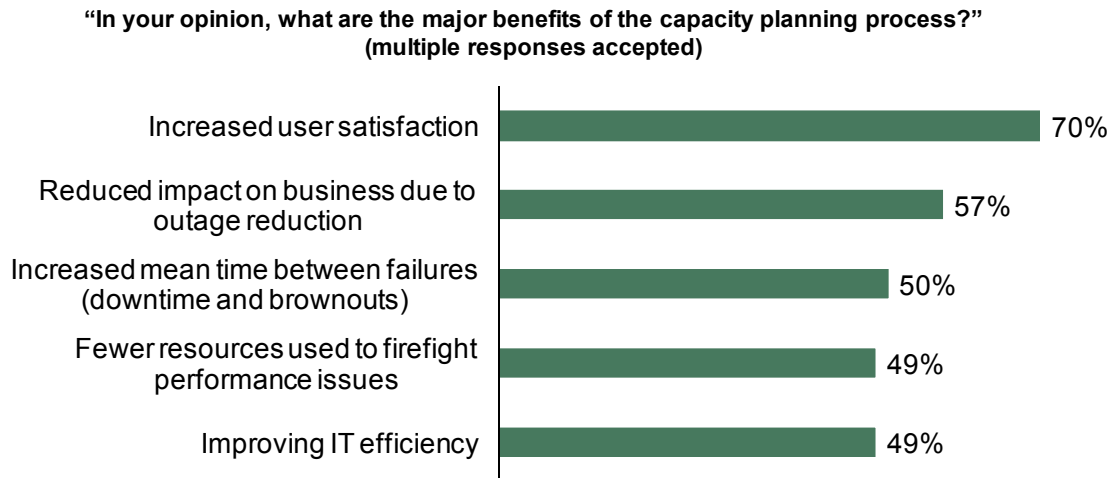 “In your opinion, what are the major benefits of the capacity planning process?”
(multiple responses accepted)
Increased user satisfaction
70%
Reduced impact on business due to
outage reduction
57%
Increased mean time between failures
(downtime and brownouts)
50%
Fewer resources used to firefight
performance issues
49%
Improving IT efficiency
49%